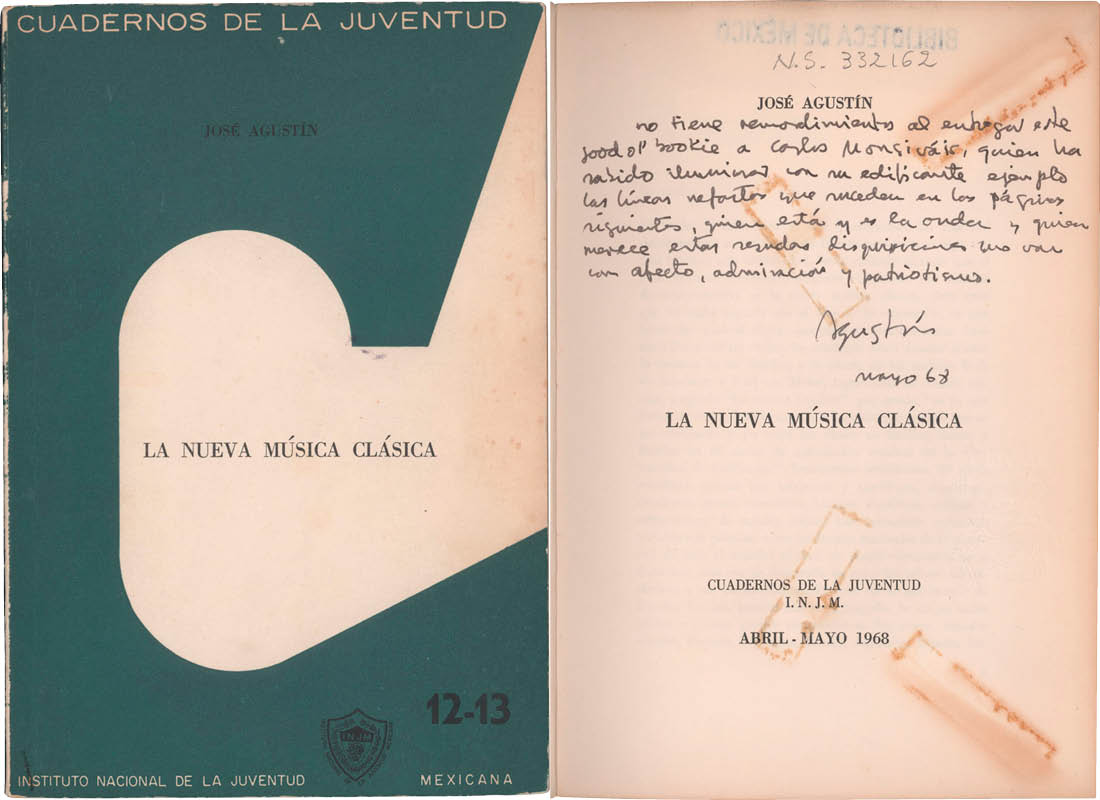 CUADERNOS DE LA JUVENTUD
JOSÉ AGUSTÍN
LA NUEVA MÚSICA CLÁSICA
12-13
INJM
INSTITUTO NACIONAL DE LA JUVENTUD MEXICANA
BIBLIOTECA DE MEXICO
N.S. 332162
JOSÉ AGUSTÍN
no tiene remordimientos al entregar este
good ol' bookie a Carlos Monsiváis, quien ha
sabido iluminar con su edificante ejemplo
las líneas nefastas que suceden en las páginas
siguientes, quien está y es la onda y quien
merece estas sesudas disquisiciones que van
con afecto, admiración y patriotismo.
Agustín
mayo 68
LA NUEVA MÚSICA CLÁSICA
CUADERNOS DE LA JUVENTUD
I. N. J. M.
ABRIL - MAYO 1968